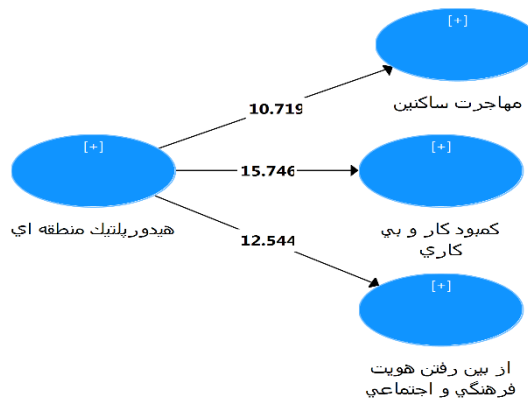 [+]
مهاجرت ساكنين
10.719
[+]
[+]
15.746
هيدورپلتيك منطقه اي
كمبود كار و بي
كاري
12.544
[+]
از بين رفتن هويت
فرهنگي و اجتماعي